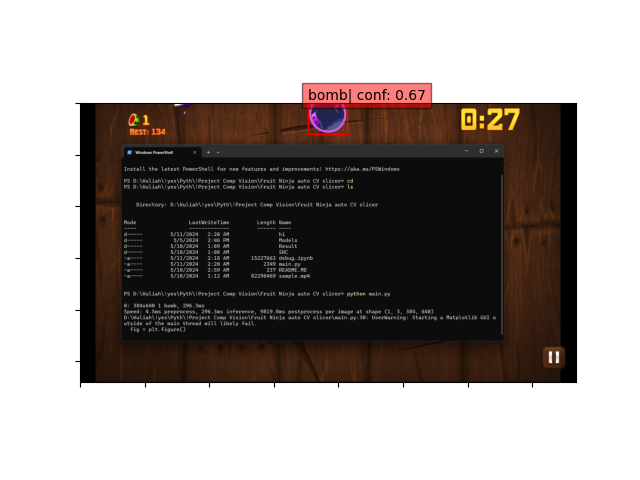 bomb| conf: 0.67
1
BEST: 134
0:27
Windows PowerShell
Install the latest PowerShell for new features and improvements! https://aka.ms/PSWindows
PS D:\Kuliah\!yes\Pyth\!Project Comp Vision\Fruit Ninja auto CV slicer> cd
PS D:\Kuliah\!yes\Pyth\!Project Comp Vision\Fruit Ninja auto CV slicer> ls
Directory: D:\Kuliah\!yes\Pyth\!Project Comp Vision\Fruit Ninja auto CV slicer
Mode LastWriteTime Length Name
---- ------------- ------ ----
d----- 5/11/2024 2:20 AM hi
d----- 5/5/2024 2:46 PM Models
d----- 5/10/2024 1:09 AM Result
d----- 5/10/2024 1:08 AM SRC
-a---- 5/11/2024 2:18 AM 15227663 debug.ipynb
-a---- 5/11/2024 2:20 AM 2349 main.py
-a---- 5/10/2024 2:59 AM 237 README.MD
-a---- 5/10/2024 1:12 AM 82296469 sample.mp4
PS D:\Kuliah\!yes\Pyth\!Project Comp Vision\Fruit Ninja auto CV slicer> python main.py
0: 384x640 1 bomb, 296.3ms
Speed: 4.5ms preprocess, 296.3ms inference, 9819.8ms postprocess per image at shape (1, 3, 384, 640)
D:\Kuliah\!yes\Pyth\!Project Comp Vision\Fruit Ninja auto CV slicer\main.py:30: UserWarning: Starting a Matplotlib GUI o
utside of the main thread will likely fail.
fig = plt.figure()